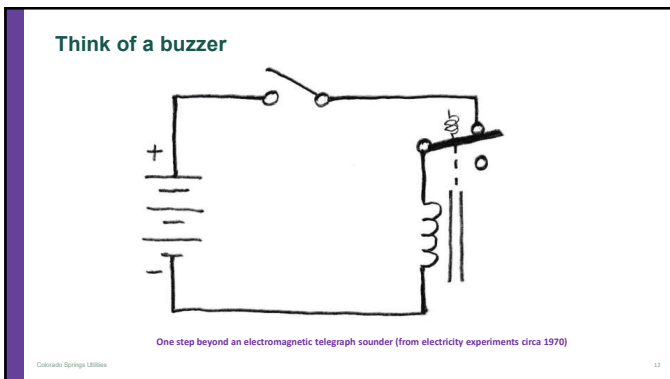 Think of a buzzer
+
-
One step beyond an electromagnetic telegraph sounder (from electricity experiments circa 1970)
Colorado Springs Utilities
12